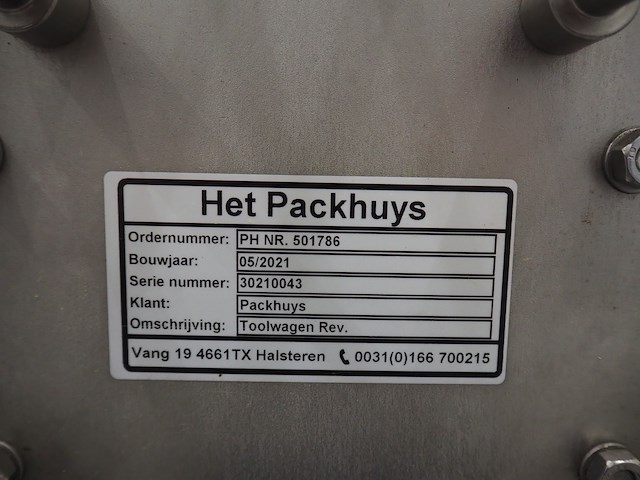 Het Packhuys
Ordernummer: PH NR. 501786
Bouwjaar: 05/2021
Serie nummer: 30210043
Klant: Packhuys
Omschrijving: Toolwagen Rev.
Vang 19 4661TX Halsteren 0031(0)166 700215